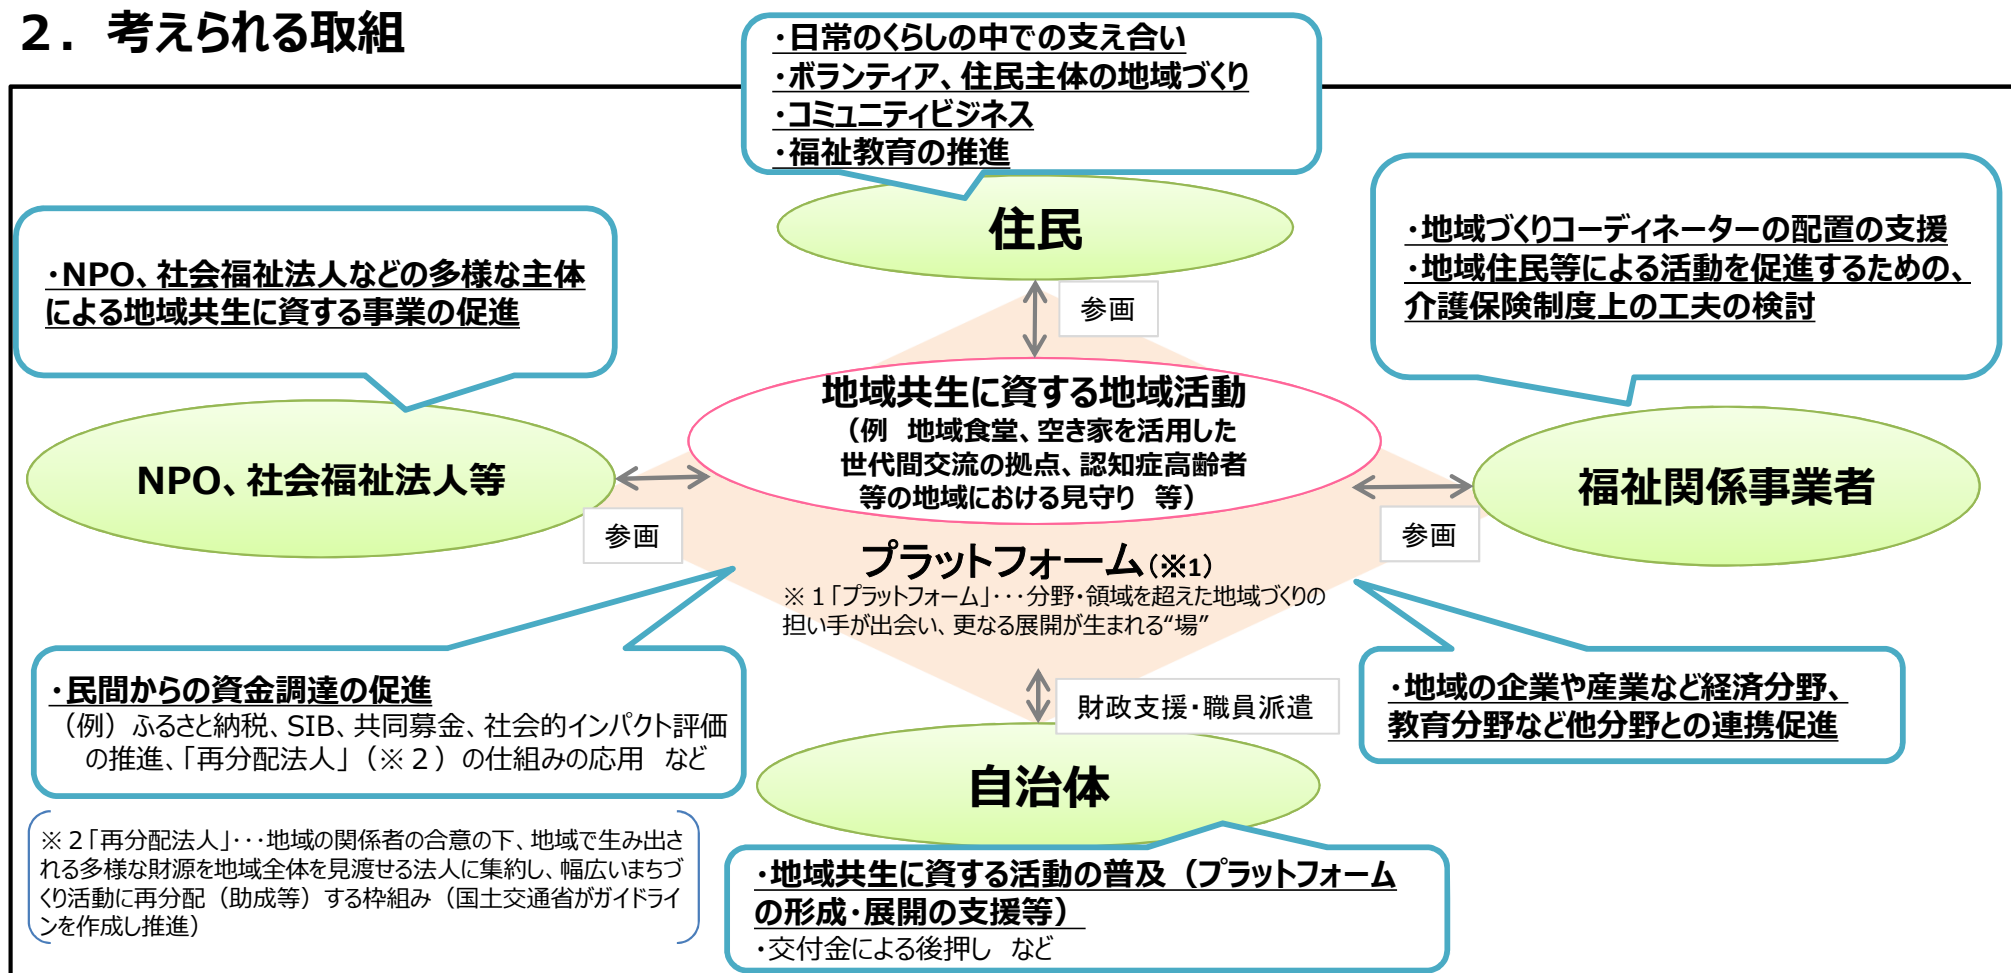 ２．考えられる取組
・日常のくらしの中での支え合い
・ボランティア、住民主体の地域づくり
・コミュニティビジネス
・福祉教育の推進
住民
・NPO、社会福祉法人などの多様な主体
による地域共生に資する事業の促進
・地域づくりコーディネーターの配置の支援
・地域住民等による活動を促進するための、
介護保険制度上の工夫の検討
参画
地域共生に資する地域活動
（例　地域食堂、空き家を活用した
世代間交流の拠点、認知症高齢者
等の地域における見守り　等）
NPO、社会福祉法人等
福祉関係事業者
参画
参画
プラットフォーム（※1）
※１「プラットフォーム」･･･分野・領域を超えた地域づくりの
担い手が出会い、更なる展開が生まれる“場”
・民間からの資金調達の促進
（例）ふるさと納税、SIB、共同募金、社会的インパクト評価
の推進、「再分配法人」（※２）の仕組みの応用　など
財政支援・職員派遣
・地域の企業や産業など経済分野、
教育分野など他分野との連携促進
自治体
※２「再分配法人」･･･地域の関係者の合意の下、地域で生み出さ
れる多様な財源を地域全体を見渡せる法人に集約し、幅広いまちづ
くり活動に再分配（助成等）する枠組み（国土交通省がガイドライ
ンを作成し推進）
・地域共生に資する活動の普及（プラットフォーム
の形成・展開の支援等）
・交付金による後押し　など